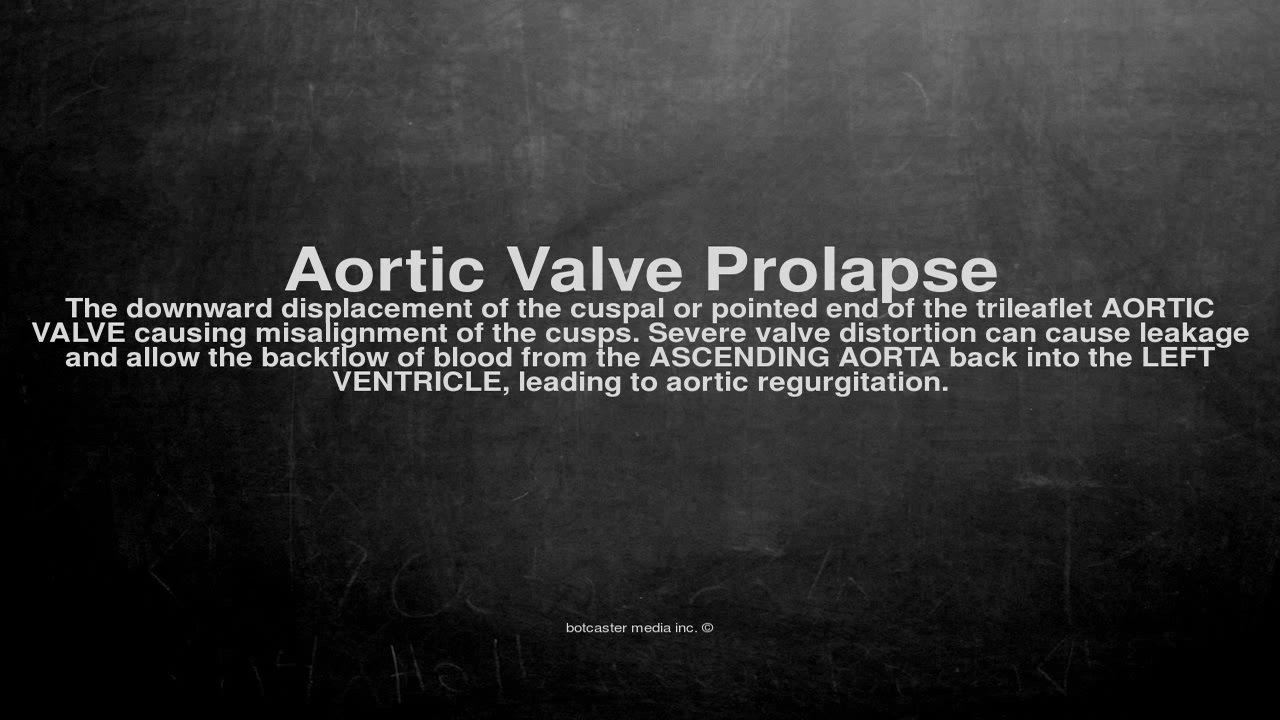 Aortic Valve Prolapse
The downward displacement of the cuspal or pointed end of the trileaflet AORTIC
VALVE causing misalignment of the cusps. Severe valve distortion can cause leakage
and allow the backflow of blood from the ASCENDING AORTA back into the LEFT
VENTRICLE, leading to aortic regurgitation.
botcaster media inc. ©